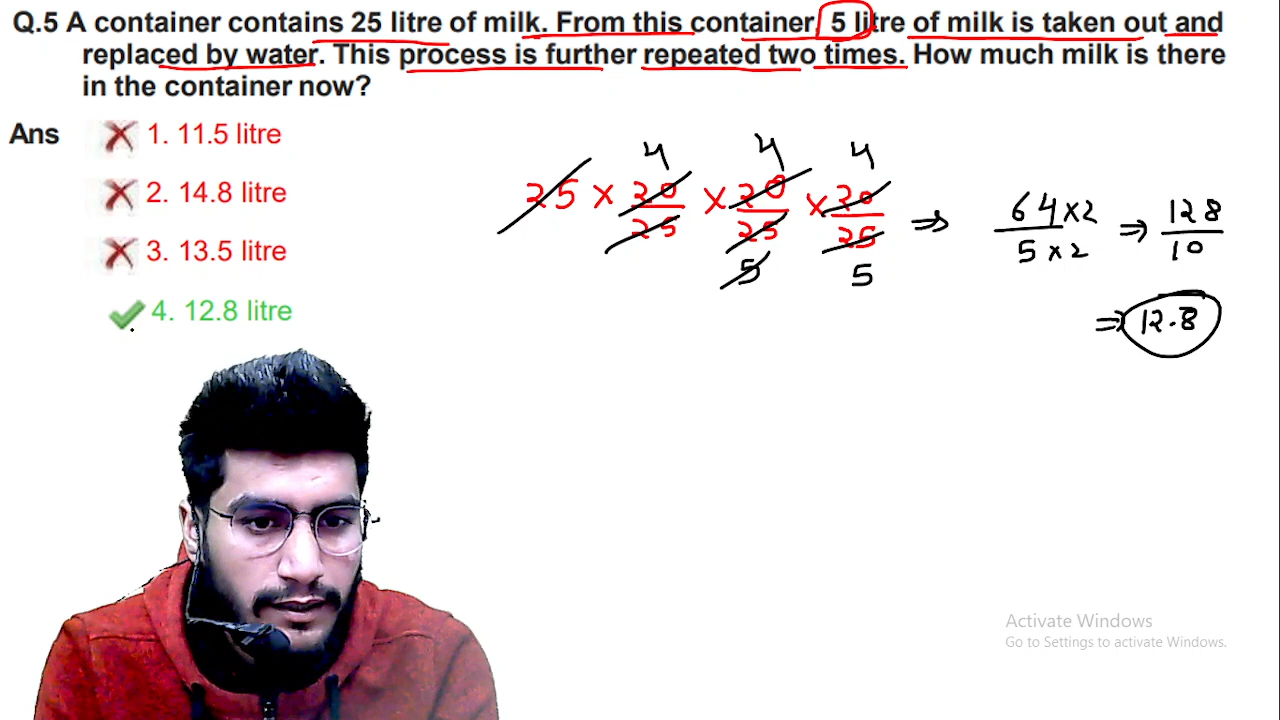 Q.5 A container contains 25 litre of milk. From this container 5 litre of milk is taken out and
replaced by water. This process is further repeated two times. How much milk is there
in the container now?
Ans
1. 11.5 litre
2. 14.8 litre
3. 13.5 litre
4. 12.8 litre
4 4 4
25 × 20/25 × 20/25 × 20/25 ⇒ 64×2/5×2 ⇒ 128/10
5 5
⇒ 12.8
Activate Windows
Go to Settings to activate Windows.